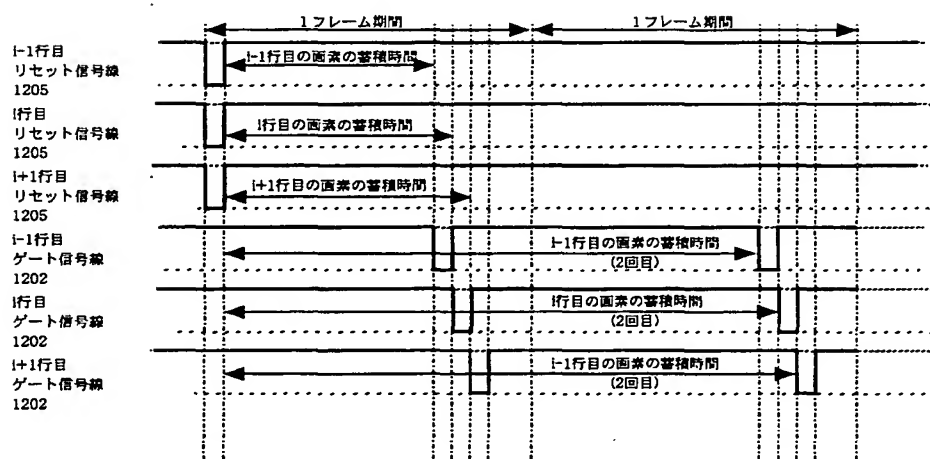 1フレーム期間 1フレーム期間
i-1行目
リセット信号線
1205
i-1行目の画素の蓄積時間
i行目
リセット信号線
1205
i行目の画素の蓄積時間
i+1行目
リセット信号線
1205
i+1行目の画素の蓄積時間
i-1行目
ゲート信号線
1202
i-1行目の画素の蓄積時間
(2回目)
i行目
ゲート信号線
1202
i行目の画素の蓄積時間
(2回目)
i+1行目
ゲート信号線
1202
i-1行目の画素の蓄積時間
(2回目)